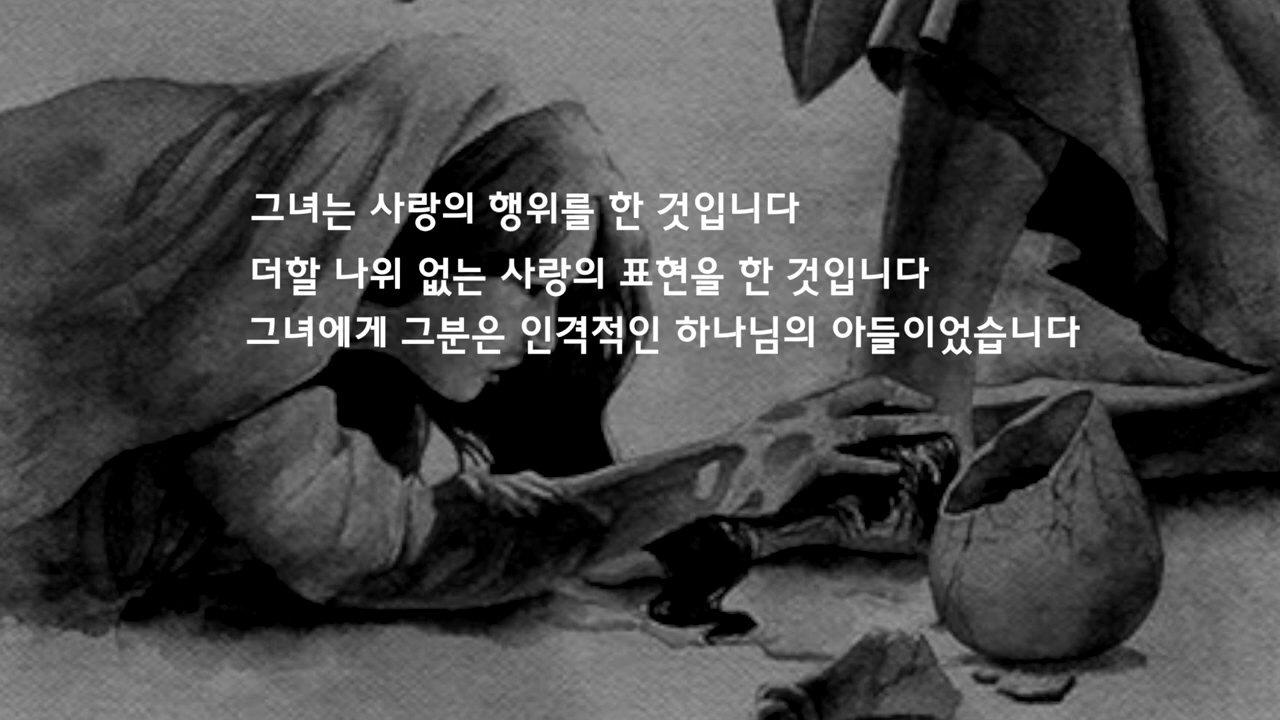 그녀는 사랑의 행위를 한 것입니다
더할 나위 없는 사랑의 표현을 한 것입니다
그녀에게 그분은 인격적인 하나님의 아들이었습니다